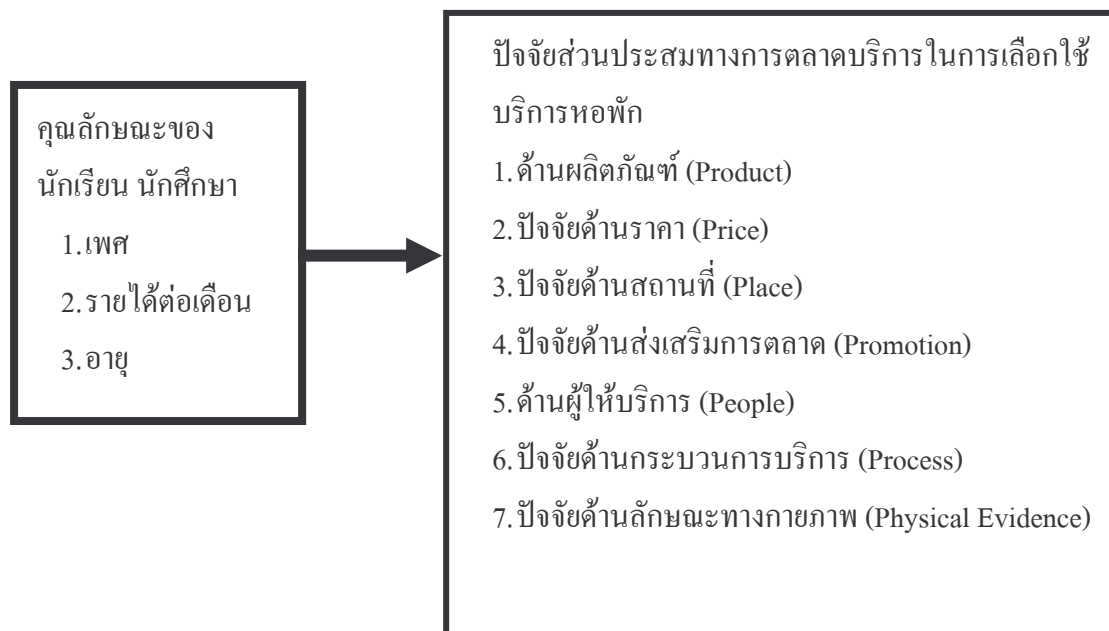 คุณลักษณะของ
นักเรียน นักศึกษา
1.เพศ
2.รายได้ต่อเดือน
3.อายุ
ปัจจัยส่วนประสมทางการตลาดบริการในการเลือกใช้
บริการหอพัก
1.ด้านผลิตภัณฑ์ (Product)
2.ปัจจัยด้านราคา (Price)
3.ปัจจัยด้านสถานที่ (Place)
4.ปัจจัยด้านส่งเสริมการตลาด (Promotion)
5.ด้านผู้ให้บริการ (People)
6.ปัจจัยด้านกระบวนการบริการ (Process)
7.ปัจจัยด้านลักษณะทางกายภาพ (Physical Evidence)